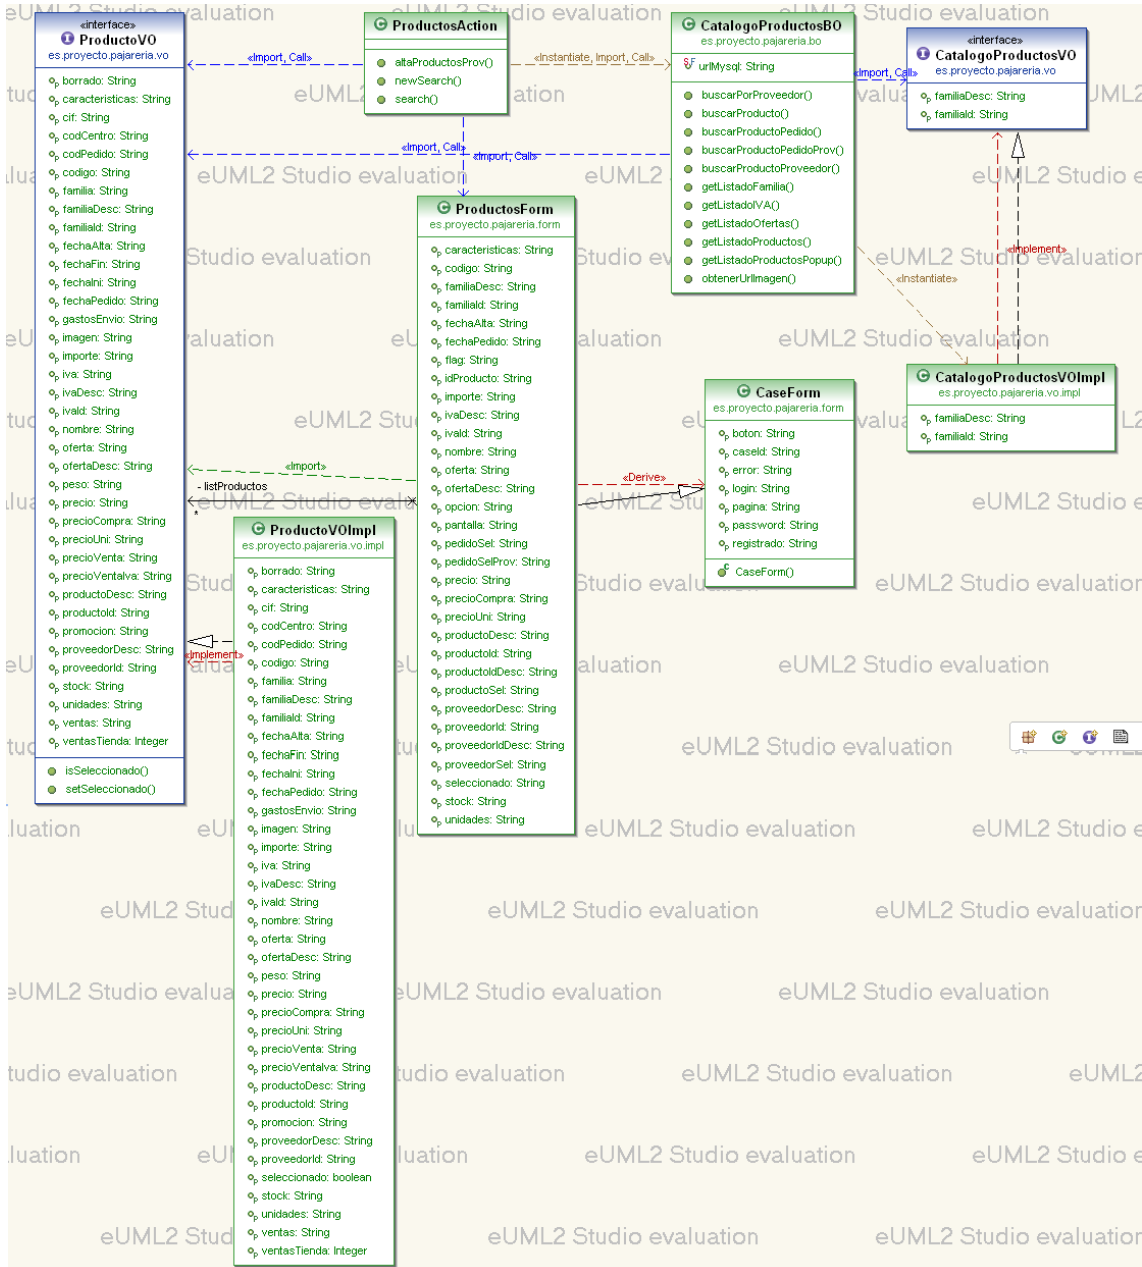 «interface»
ProductoVO
es.proyecto.pajareria.vo
borrado: String
caracteristicas: String
cif: String
codCentro: String
codPedido: String
codigo: String
familia: String
familiaDesc: String
familiaId: String
fechaAlta: String
fechaFin: String
fechaIni: String
fechaPedido: String
gastosEnvio: String
imagen: String
importe: String
iva: String
ivaDesc: String
ivaId: String
nombre: String
oferta: String
ofertaDesc: String
peso: String
precio: String
precioCompra: String
precioUni: String
precioVenta: String
precioVentaIva: String
productoDesc: String
productoId: String
promocion: String
proveedorDesc: String
proveedorId: String
stock: String
unidades: String
ventas: String
ventasTienda: Integer
isSeleccionado()
setSeleccionado()
ProductosAction
altaProductosProv()
newSearch()
search()
«Import, Call»
«Instantiate, Import, Call»
CatalogoProductosBO
es.proyecto.pajareria.bo
urlMysql: String
buscarPorProveedor()
buscarProducto()
buscarProductoPedido()
buscarProductoPedidoProv()
buscarProductoProveedor()
getListadoFamilia()
getListadoIVA()
getListadoOfertas()
getListadoProductos()
getListadoProductosPopup()
obtenerUrlImagen()
«Import, Call»
«interface»
CatalogoProductosVO
es.proyecto.pajareria.vo
familiaDesc: String
familiaId: String
«Import, Call»
«Import, Call»
«Implement»
«Instantiate»
CatalogoProductosVOImpl
es.proyecto.pajareria.vo.impl
familiaDesc: String
familiaId: String
ProductosForm
es.proyecto.pajareria.form
caracteristicas: String
codigo: String
familiaDesc: String
familiaId: String
fechaAlta: String
fechaPedido: String
flag: String
idProducto: String
importe: String
ivaDesc: String
ivaId: String
nombre: String
oferta: String
ofertaDesc: String
opcion: String
pantalla: String
pedidoSel: String
pedidoSelProv: String
precio: String
precioCompra: String
precioUni: String
productoDesc: String
productoId: String
productoIdDesc: String
productoSel: String
proveedorDesc: String
proveedorId: String
proveedorIdDesc: String
proveedorSel: String
seleccionado: String
stock: String
unidades: String
«Import»
- listProductos
*
«Derive»
CaseForm
es.proyecto.pajareria.form
boton: String
caseId: String
error: String
login: String
pagina: String
password: String
registrado: String
CaseForm()
«Implement»
ProductoVOImpl
es.proyecto.pajareria.vo.impl
borrado: String
caracteristicas: String
cif: String
codCentro: String
codPedido: String
codigo: String
familia: String
familiaDesc: String
familiaId: String
fechaAlta: String
fechaFin: String
fechaIni: String
fechaPedido: String
gastosEnvio: String
imagen: String
importe: String
iva: String
ivaDesc: String
ivaId: String
nombre: String
oferta: String
ofertaDesc: String
peso: String
precio: String
precioCompra: String
precioUni: String
precioVenta: String
precioVentaIva: String
productoDesc: String
productoId: String
promocion: String
proveedorDesc: String
proveedorId: String
seleccionado: boolean
stock: String
unidades: String
ventas: String
ventasTienda: Integer
eUML2 Studio evaluation